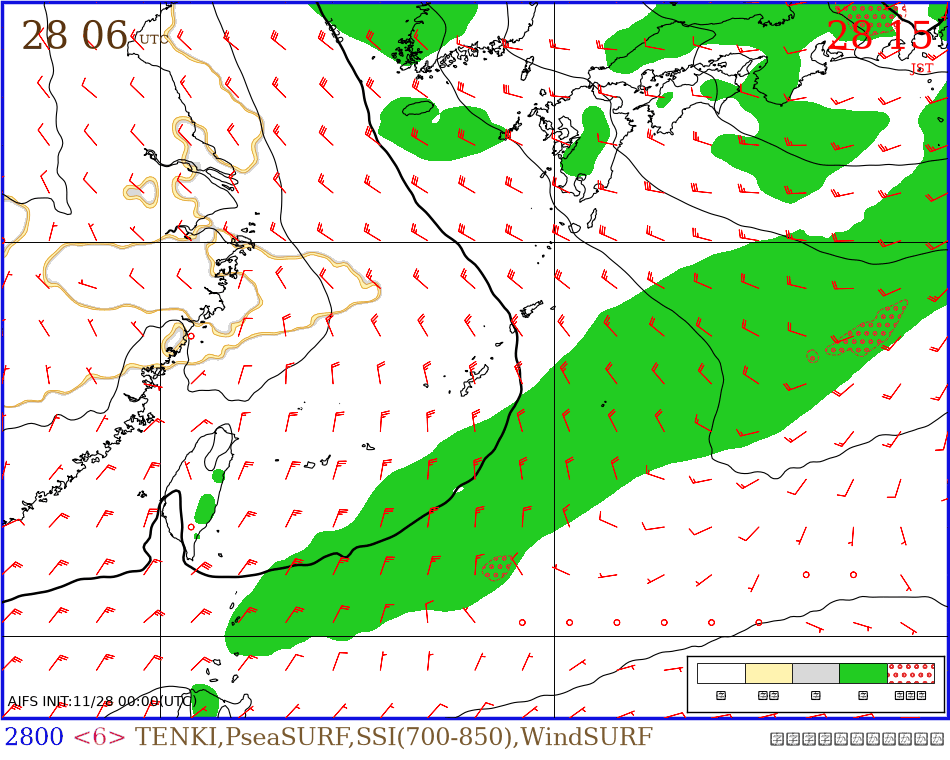 28 06 UTC
28 15 JST
1020
AIFS INIT:11/28 00:00(UTC)
2800 <6> TENKI,PseaSURF,SSI(700-850),WindSURF